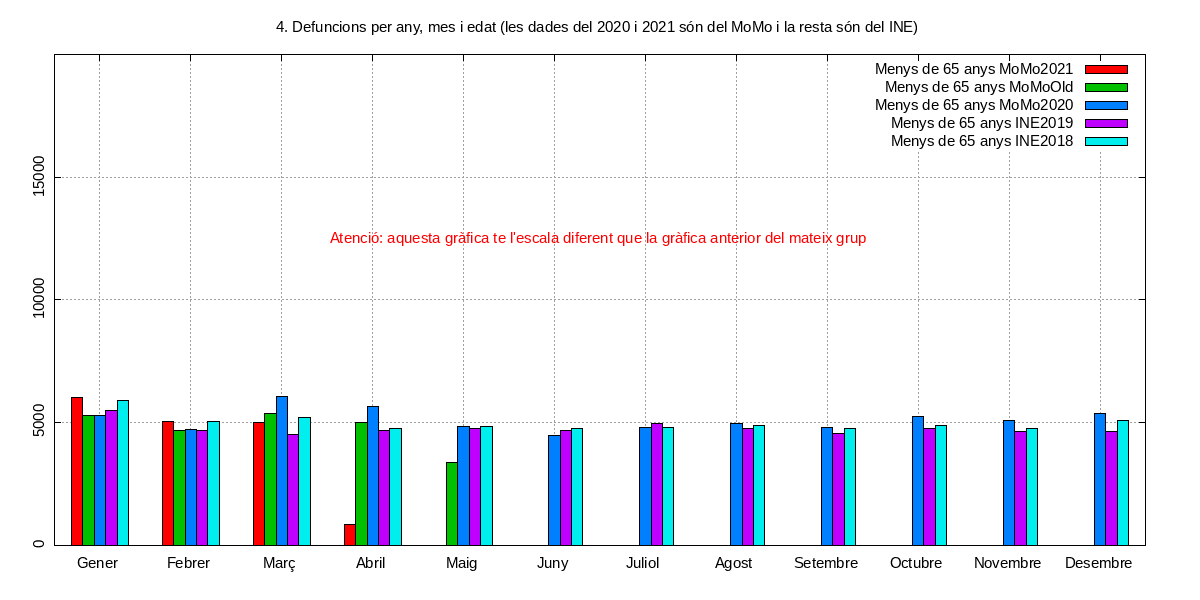 4. Defuncions per any, mes i edat (les dades del 2020 i 2021 són del MoMo i la resta són del INE)
Menys de 65 anys MoMo2021
Menys de 65 anys MoMoOld
Menys de 65 anys MoMo2020
Menys de 65 anys INE2019
Menys de 65 anys INE2018
15000
Atenció: aquesta gràfica te l'escala diferent que la gràfica anterior del mateix grup
10000
5000
0
Gener Febrer Març Abril Maig Juny Juliol Agost Setembre Octubre Novembre Desembre